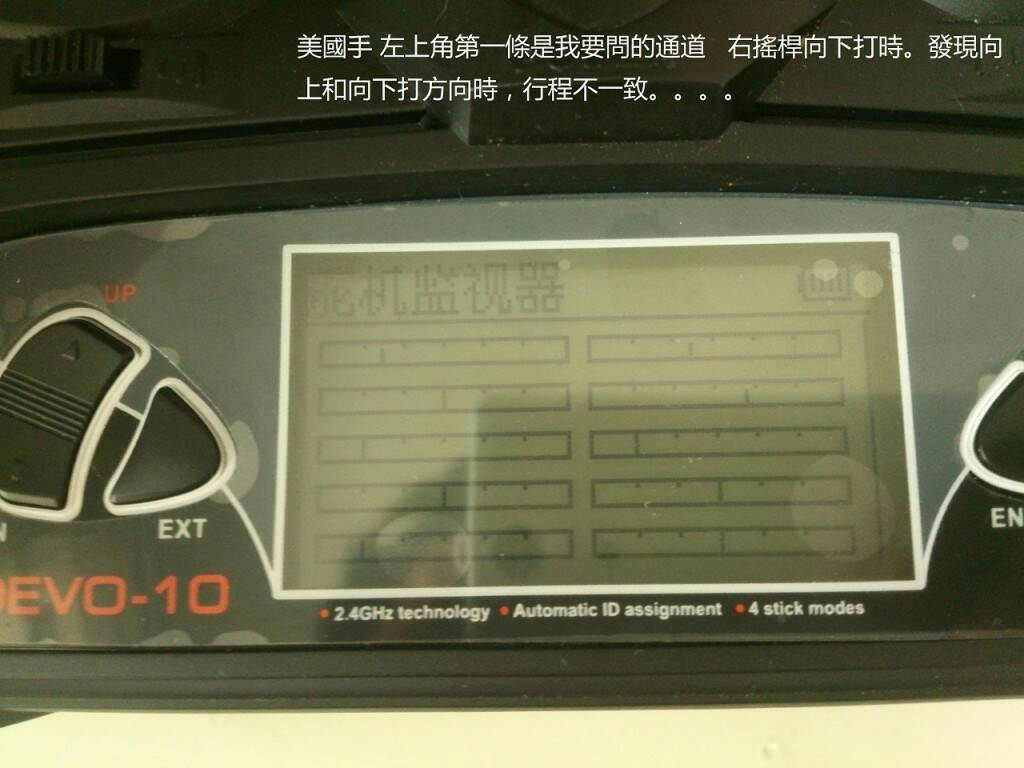 美國手 左上角第一條是我要問的通道 右搖桿向下打時。發現向
上和向下打方向時，行程不一致。。。。
舵机监视器
UP
EXT
EN
DEVO-10
• 2.4GHz technology • Automatic ID assignment • 4 stick modes